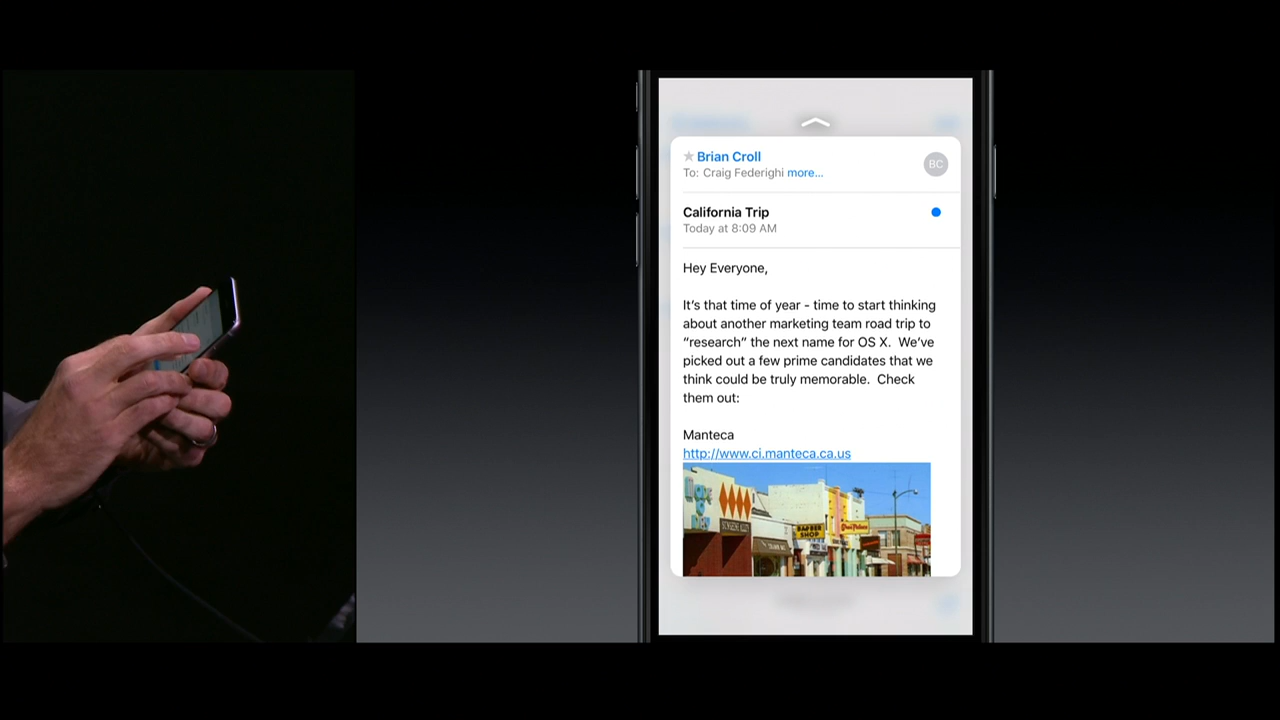 Brian Croll
BC
To: Craig Federighi more...
California Trip
Today at 8:09 AM
Hey Everyone,
It’s that time of year - time to start thinking
about another marketing team road trip to
“research” the next name for OS X.  We’ve
picked out a few prime candidates that we
think could be truly memorable.  Check
them out:
Manteca
http://www.ci.manteca.ca.us
BARBER
SHOP